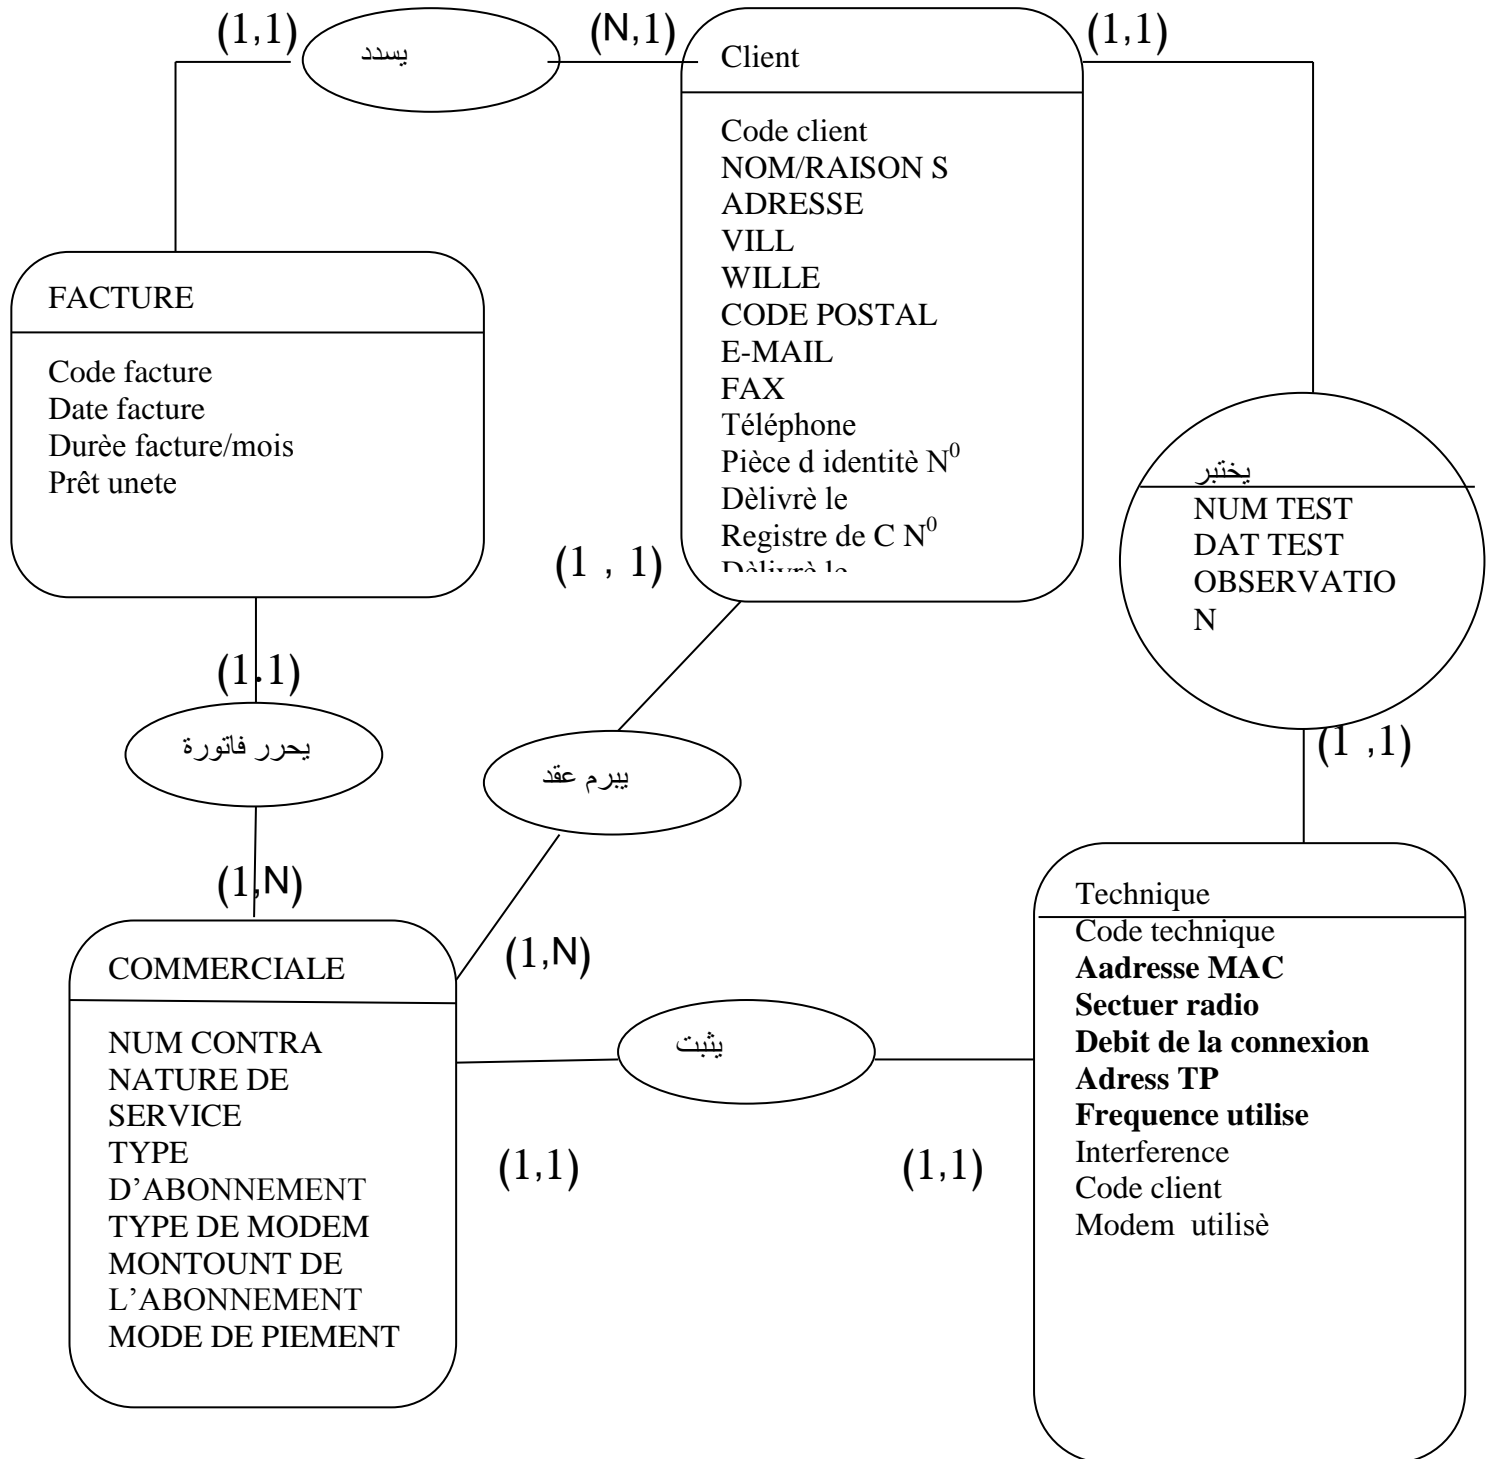 (1,1)
يسدد
(N,1)
(1,1)
Client
Code client
NOM/RAISON S
ADRESSE
VILL
WILLE
CODE POSTAL
E-MAIL
FAX
Téléphone
Pièce d identitè N⁰
Dèlivrè le
Registre de C N⁰
Dèlivrè le
FACTURE
Code facture
Date facture
Durèe facture/mois
Prêt unete
يختبر
NUM TEST
DAT TEST
OBSERVATIO
N
(1 , 1)
(1.1)
يحرر فاتورة
يبرم عقد
(1 ,1)
(1,N)
(1,N)
COMMERCIALE
NUM CONTRA
NATURE DE
SERVICE
TYPE
D’ABONNEMENT
TYPE DE MODEM
MONTOUNT DE
L’ABONNEMENT
MODE DE PIEMENT
يثبت
(1,1)
(1,1)
Technique
Code technique
Aadresse MAC
Sectuer radio
Debit de la connexion
Adress TP
Frequence utilise
Interference
Code client
Modem utilisè